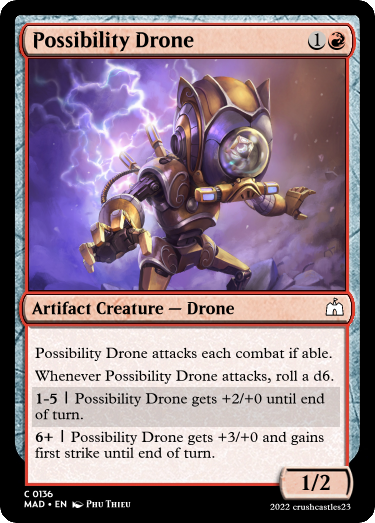 Possibility Drone 1
Artifact Creature — Drone
Possibility Drone attacks each combat if able.
Whenever Possibility Drone attacks, roll a d6.
1-5 | Possibility Drone gets +2/+0 until end
of turn.
6+ | Possibility Drone gets +3/+0 and gains
first strike until end of turn.
1/2
C 0136
MAD • EN Phu Thieu
2022 crushcastles23